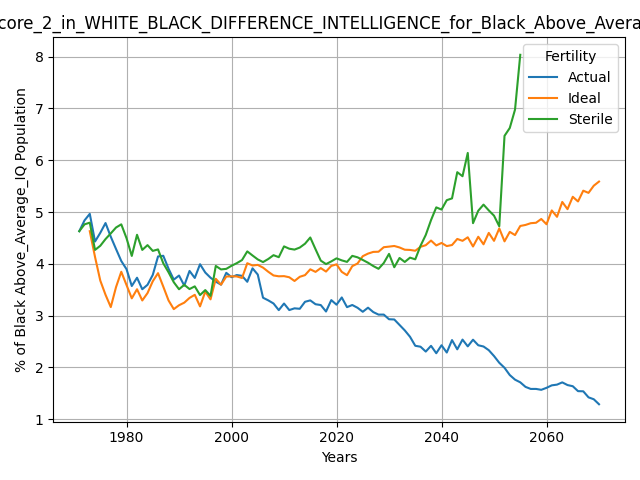 core_2_in_WHITE_BLACK_DIFFERENCE_INTELLIGENCE_for_Black_Above_Avera
% of Black Above_Average_IQ Population
8
7
6
5
4
3
2
1
1980
2000
2020
2040
2060
Years
Fertility
Actual
Ideal
Sterile